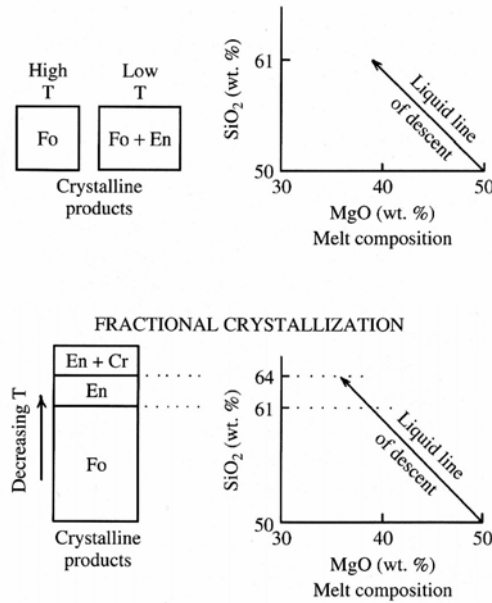 High T
Low T
Fo
Fo + En
Crystalline products
SiO₂ (wt. %)
61
50
Liquid line of descent
30
40
50
MgO (wt. %)
Melt composition
FRACTIONAL CRYSTALLIZATION
Decreasing T
En + Cr
En
Fo
Crystalline products
SiO₂ (wt. %)
64
61
50
Liquid line of descent
30
40
50
MgO (wt. %)
Melt composition